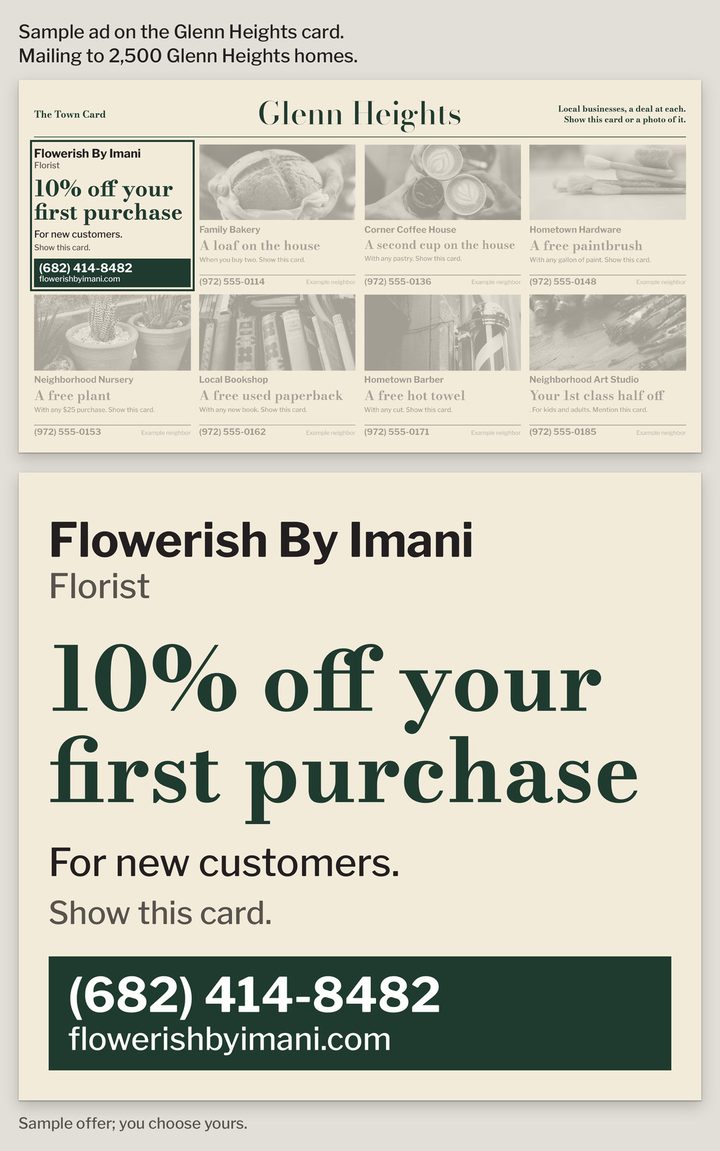 Sample ad on the Glenn Heights card.
Mailing to 2,500 Glenn Heights homes.
The Town Card
Glenn Heights
Local businesses, a deal at each.
Show this card or a photo of it.
Flowerish By Imani
Florist
10% off your
first purchase
For new customers.
Show this card.
(682) 414-8482
flowerishbyimani.com
Family Bakery
A loaf on the house
When you buy two. Show this card.
(972) 555-0114
Example neighbor
Corner Coffee House
A second cup on the house
With any pastry. Show this card.
(972) 555-0136
Example neighbor
Hometown Hardware
A free paintbrush
With any gallon of paint. Show this card.
(972) 555-0148
Example neighbor
Neighborhood Nursery
A free plant
With any $25 purchase. Show this card.
(972) 555-0153
Example neighbor
Local Bookshop
A free used paperback
With any new book. Show this card.
(972) 555-0162
Example neighbor
Hometown Barber
A free hot towel
With any cut. Show this card.
(972) 555-0171
Example neighbor
Neighborhood Art Studio
Your 1st class half off
For kids and adults. Mention this card.
(972) 555-0185
Example neighbor
Flowerish By Imani
Florist
10% off your
first purchase
For new customers.
Show this card.
(682) 414-8482
flowerishbyimani.com
Sample offer; you choose yours.